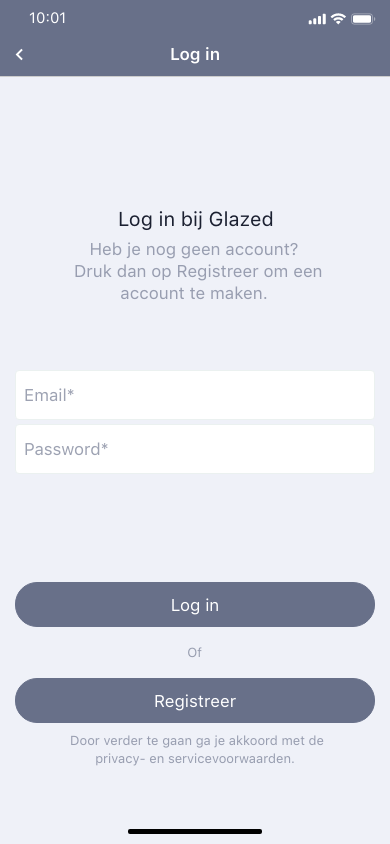 10:01
Log in
Log in bij Glazed
Heb je nog geen account?
Druk dan op Registreer om een
account te maken.
Email*
Password*
Log in
Of
Registreer
Door verder te gaan ga je akkoord met de
privacy- en servicevoorwaarden.